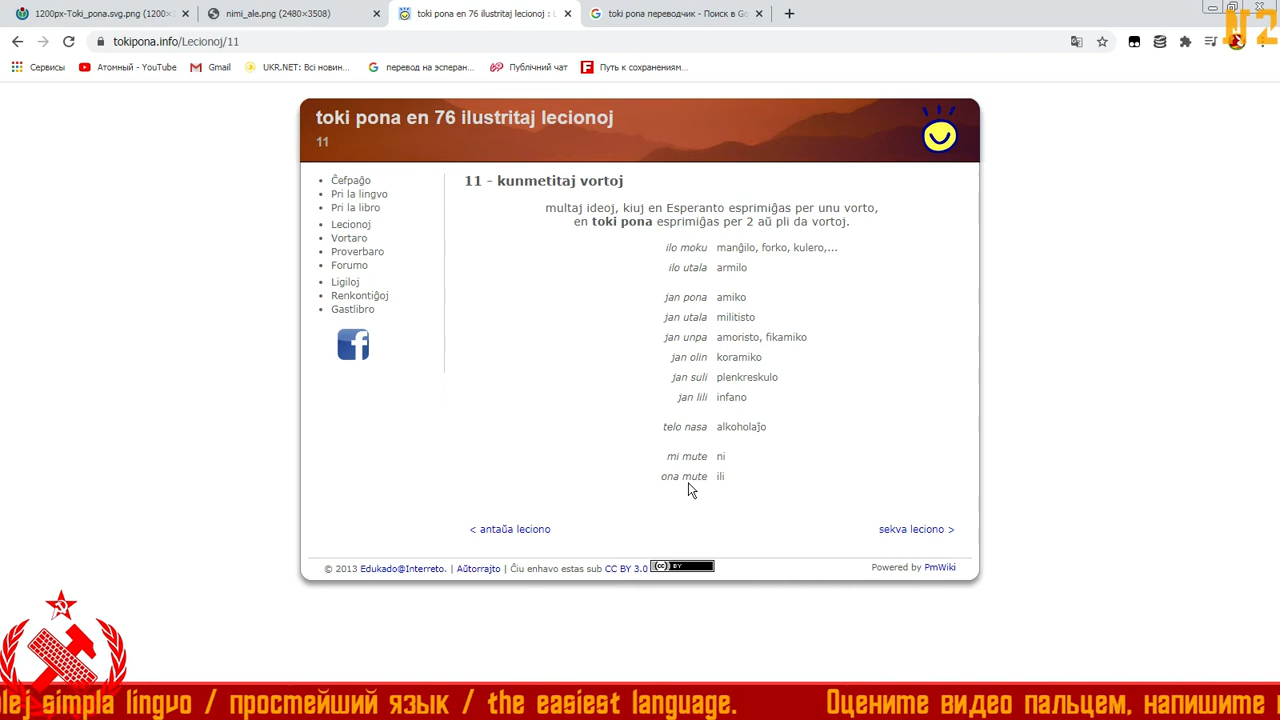 1200px-Toki_pona.svg.png (1200×
nimi_ale.png (2480×3508)
toki pona en 76 ilustritaj lecionoj : L
toki pona переводчик - Поиск в Go
N2
tokipona.info/Lecionoj/11
Сервисы
Атомный - YouTube
Gmail
UKR.NET: Всі новин...
перевод на эсперан...
Публічний чат
Путь к сохранениям...
toki pona en 76 ilustritaj lecionoj
11
Ĉefpaĝo
Pri la lingvo
Pri la libro
Lecionoj
Vortaro
Proverbaro
Forumo
Ligiloj
Renkontiĝoj
Gastlibro
11 - kunmetitaj vortoj
multaj ideoj, kiuj en Esperanto esprimiĝas per unu vorto,
en toki pona esprimiĝas per 2 aŭ pli da vortoj.
ilo moku manĝilo, forko, kulero,...
ilo utala armilo
jan pona amiko
jan utala militisto
jan unpa amoristo, fikamiko
jan olin koramiko
jan suli plenkreskulo
jan lili infano
telo nasa alkoholaĵo
mi mute ni
ona mute ili
< antaŭa leciono
sekva leciono >
© 2013 Edukado@Interreto. | Aŭtorrajto | Ĉiu enhavo estas sub CC BY 3.0
cc BY
Powered by PmWiki
olej simpla lingvo / простейший язык / the easiest language. Оцените видео пальцем, напишите